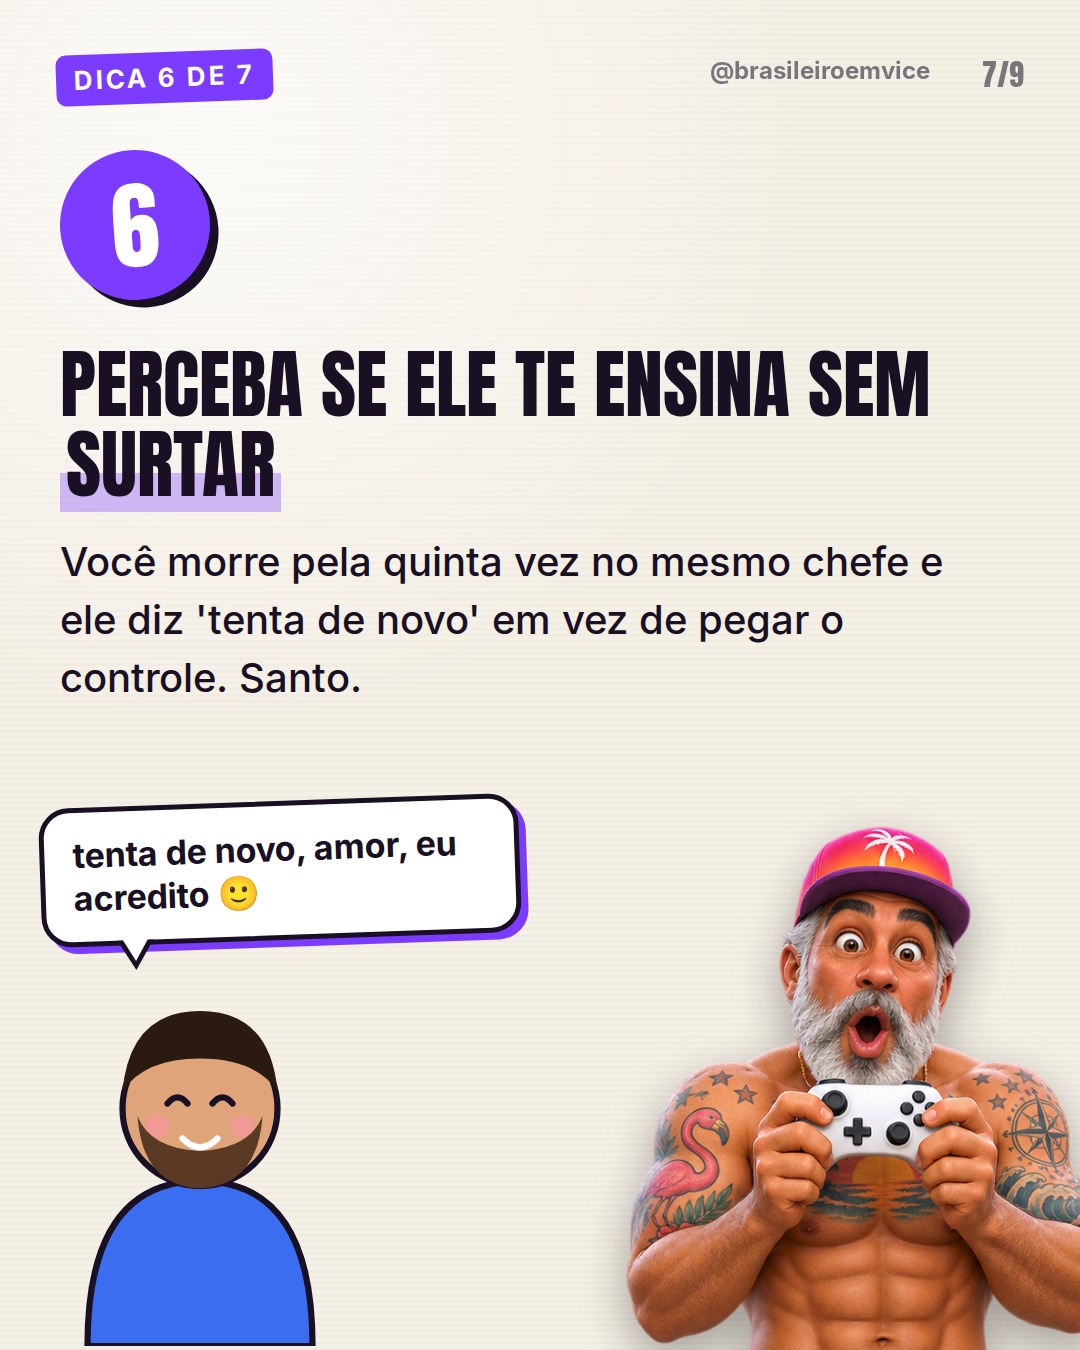 DICA 6 DE 7
@brasileiroemvice
7/9
6
PERCEBA SE ELE TE ENSINA SEM
SURTAR
Você morre pela quinta vez no mesmo chefe e
ele diz 'tenta de novo' em vez de pegar o
controle. Santo.
tenta de novo, amor, eu
acredito 🙂